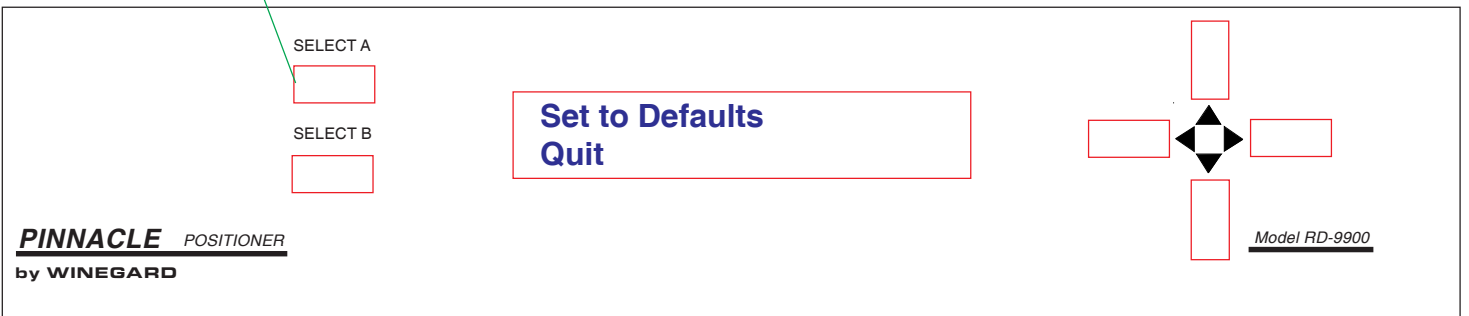 SELECT A
SELECT B
Set to Defaults
Quit
PINNACLE POSITIONER
by WINEGARD
Model RD-9900